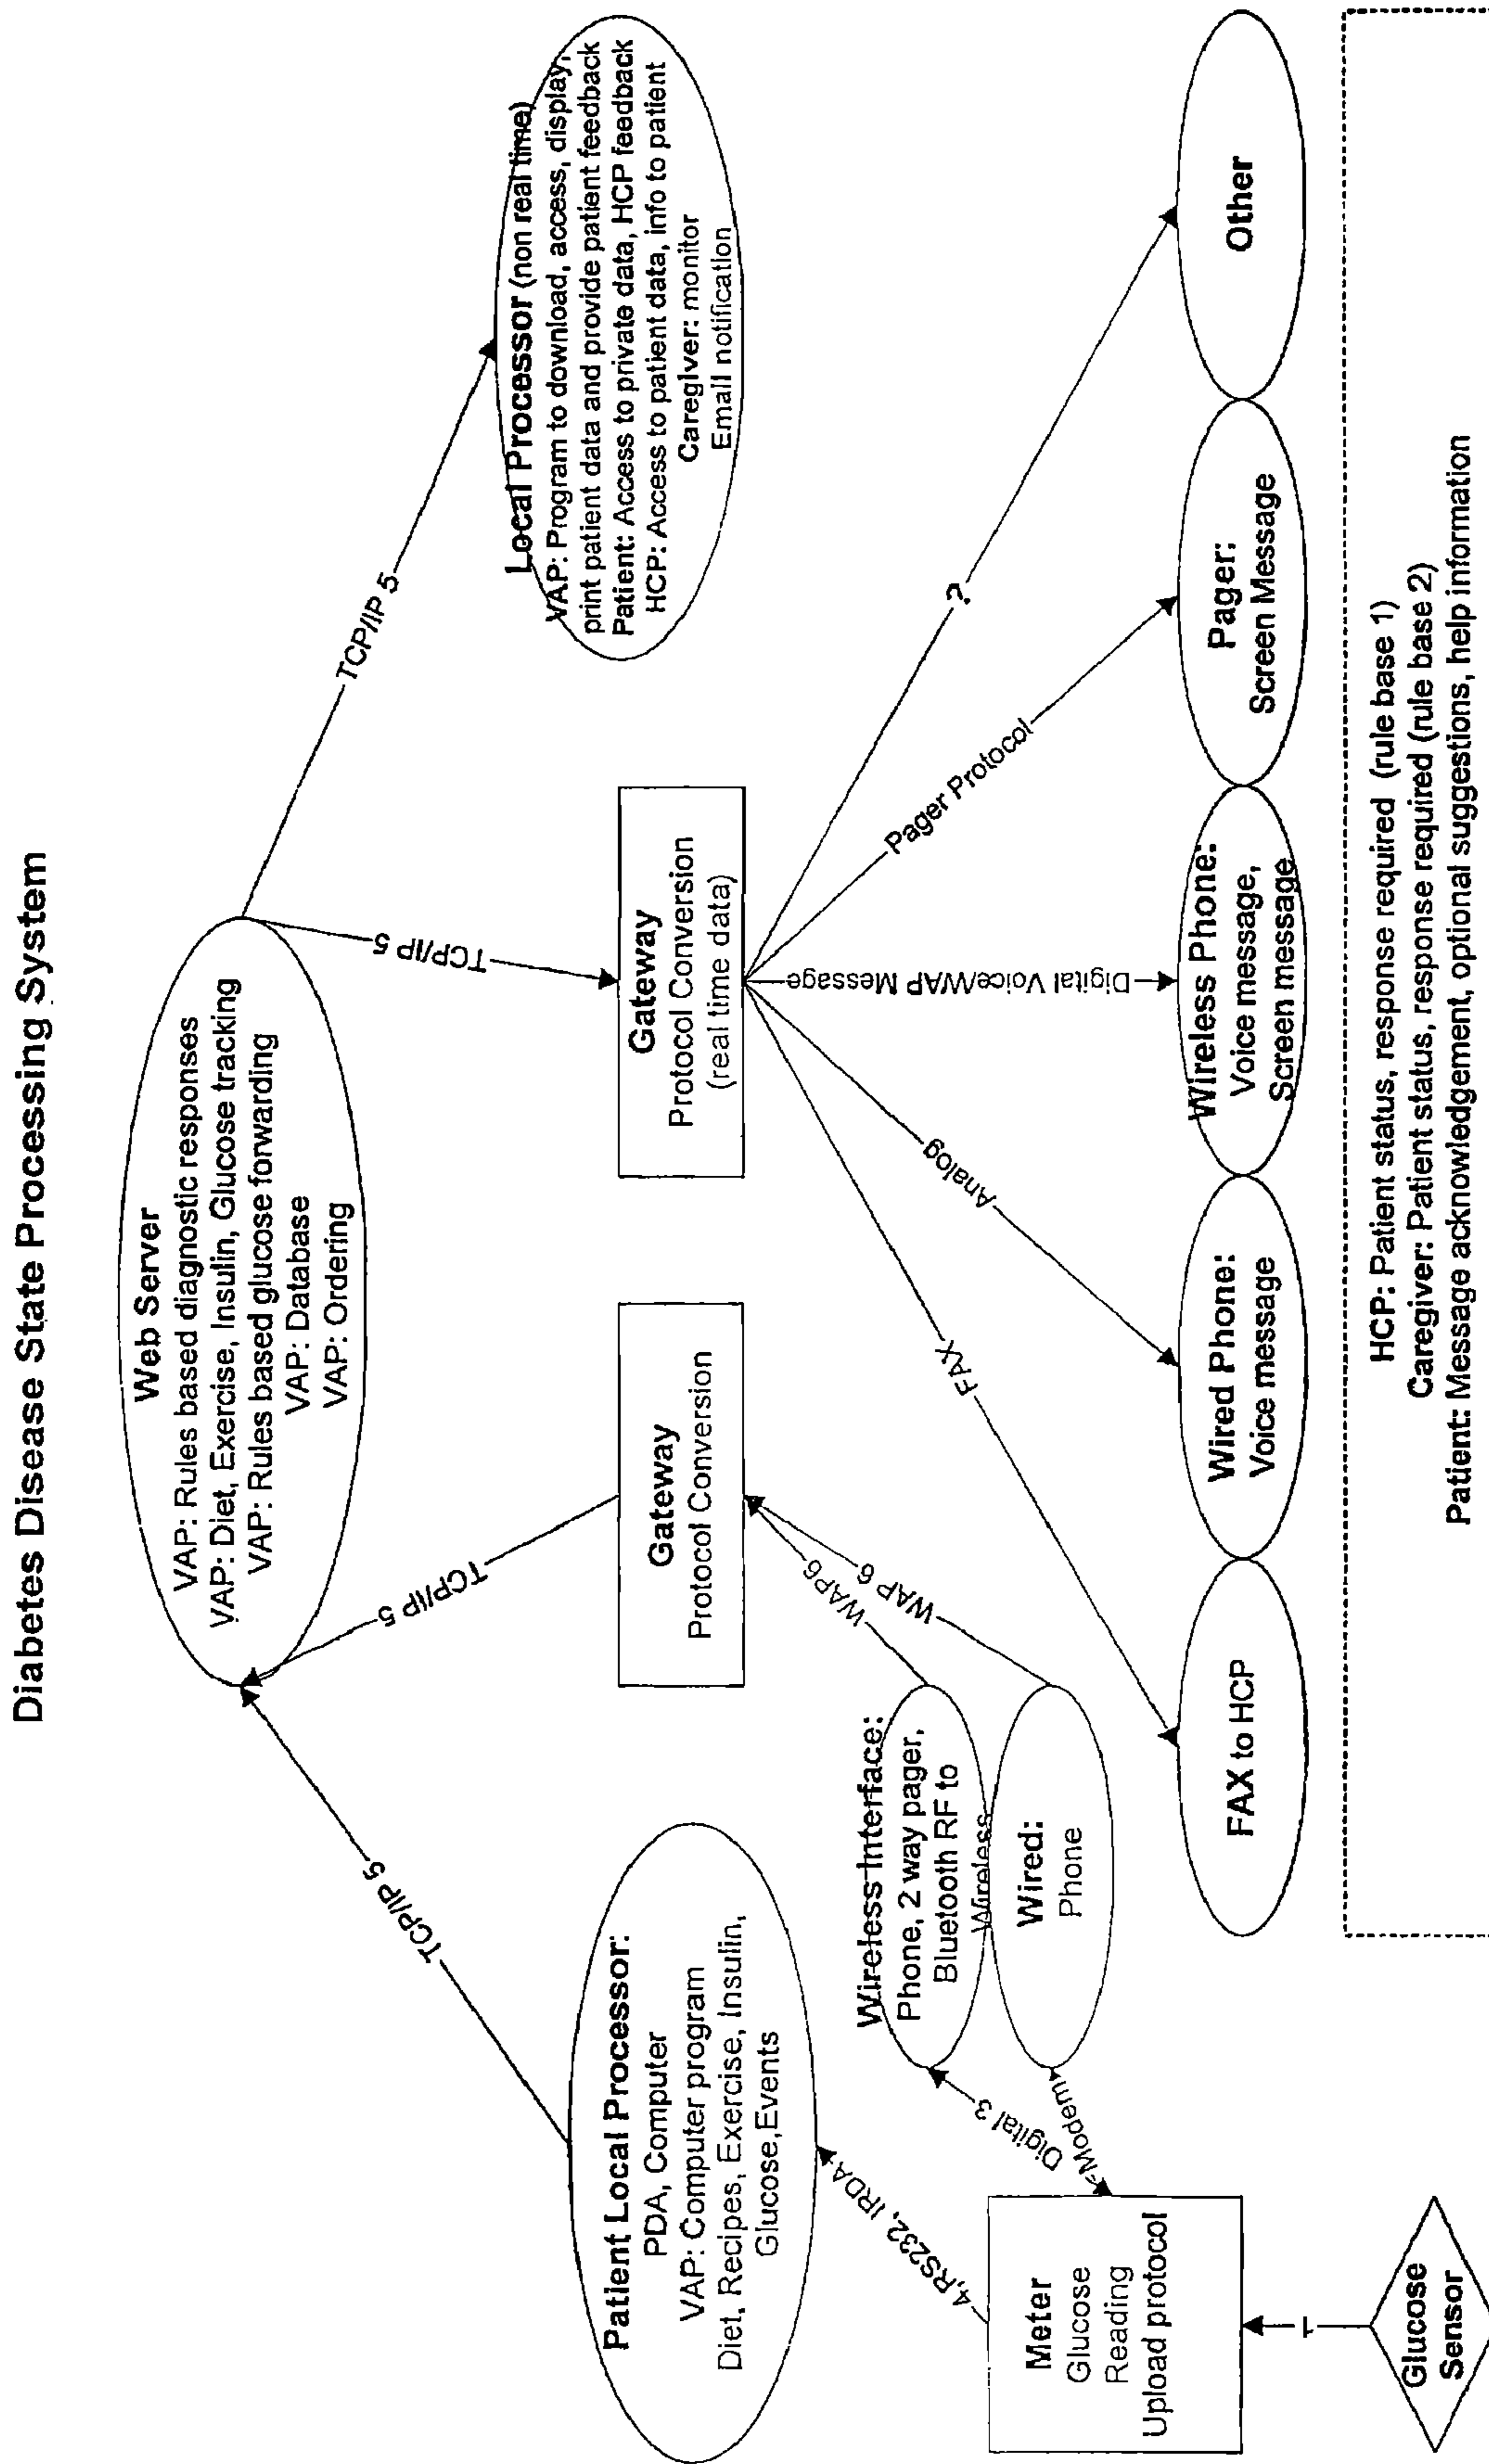 Diabetes Disease State Processing System
Web Server
VAP: Rules based diagnostic responses
VAP: Diet, Exercise, Insulin, Glucose tracking
VAP: Rules based glucose forwarding
VAP: Database
VAP: Ordering
TCP/IP 5
TCP/IP 5
TCP/IP 5
TCP/IP 5
Patient Local Processor:
PDA, Computer
VAP: Computer program
Diet, Recipes, Exercise, Insulin,
Glucose,Events
Gateway
Protocol Conversion
Gateway
Protocol Conversion
(real time data)
Local Processor (non real time)
VAP: Program to download, access, display,
print patient data and provide patient feedback
Patient: Access to private data, HCP feedback
HCP: Access to patient data, info to patient
Caregiver: monitor
Email notification
4,RS232, IRDA
Digital 3
Modem
WAP6
WAP 6
Wireless Interface:
Phone, 2 way pager,
Bluetooth RF to
Wireless
Wired:
Phone
Meter
Glucose
Reading
Upload protocol
1
Glucose
Sensor
FAX
Analog
Digital Voice/WAP Message
Pager Protocol
?
FAX to HCP
Wired Phone:
Voice message
Wireless Phone:
Voice message,
Screen message
Pager:
Screen Message
Other
HCP: Patient status, response required (rule base 1)
Caregiver: Patient status, response required (rule base 2)
Patient: Message acknowledgement, optional suggestions, help information